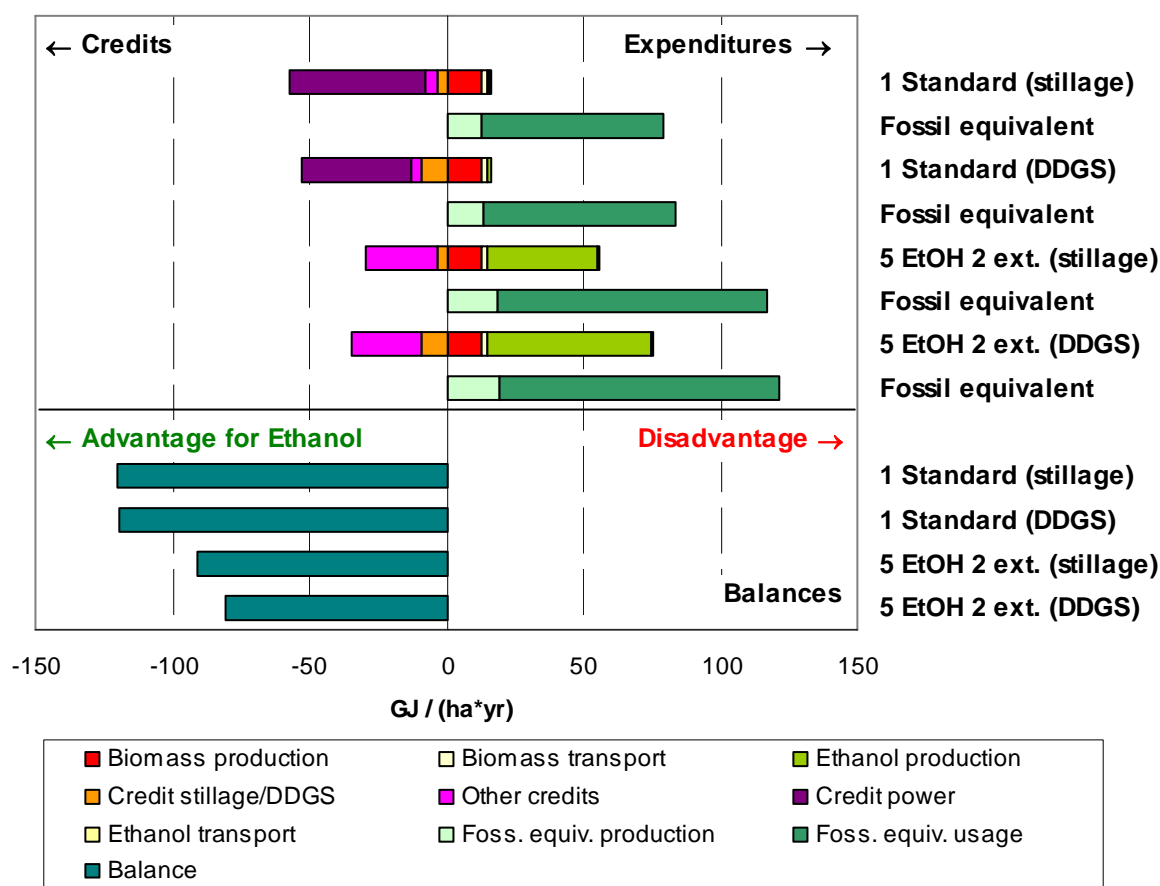 ← Credits Expenditures →
1 Standard (stillage)
Fossil equivalent
1 Standard (DDGS)
Fossil equivalent
5 EtOH 2 ext. (stillage)
Fossil equivalent
5 EtOH 2 ext. (DDGS)
Fossil equivalent
← Advantage for Ethanol Disadvantage →
1 Standard (stillage)
1 Standard (DDGS)
5 EtOH 2 ext. (stillage)
Balances
5 EtOH 2 ext. (DDGS)
-150 -100 -50 0 50 100 150
GJ / (ha*yr)
Biomass production Biomass transport Ethanol production
Credit stillage/DDGS Other credits Credit power
Ethanol transport Foss. equiv. production Foss. equiv. usage
Balance